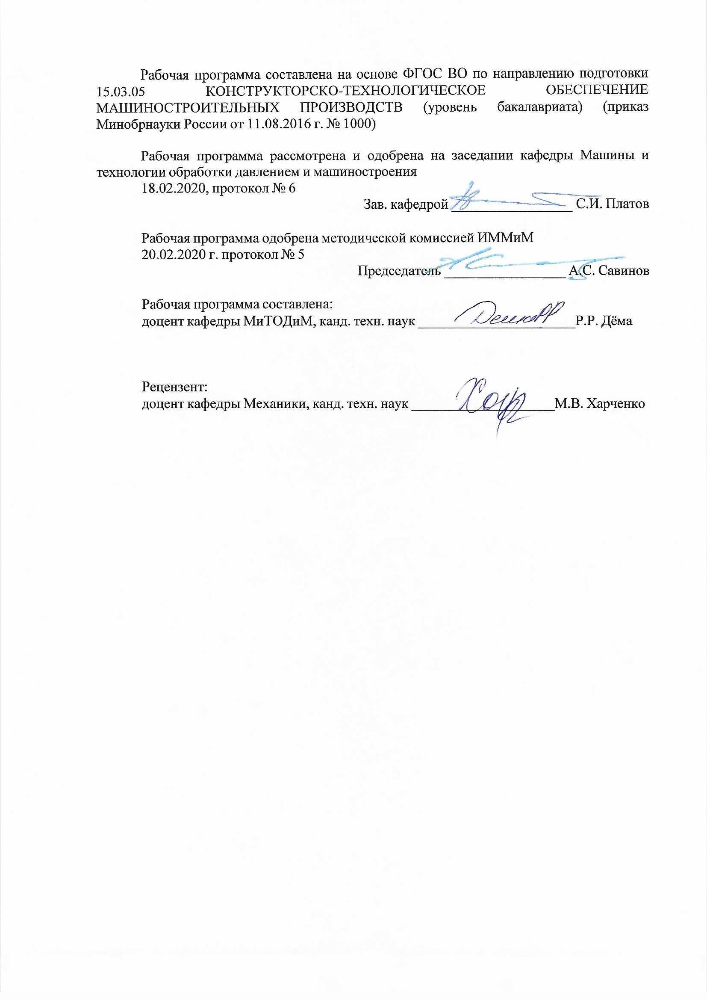 Рабочая программа составлена на основе ФГОС ВО по направлению подготовки
15.03.05 КОНСТРУКТОРСКО-ТЕХНОЛОГИЧЕСКОЕ ОБЕСПЕЧЕНИЕ
МАШИНОСТРОИТЕЛЬНЫХ ПРОИЗВОДСТВ (уровень бакалавриата) (приказ
Минобрнауки России от 11.08.2016 г. № 1000)
Рабочая программа рассмотрена и одобрена на заседании кафедры Машины и
технологии обработки давлением и машиностроения
18.02.2020, протокол № 6
Зав. кафедрой С.И. Платов
Рабочая программа одобрена методической комиссией ИММиМ
20.02.2020 г. протокол № 5
Председатель А.С. Савинов
Рабочая программа составлена:
доцент кафедры МиТОДиМ, канд. техн. наук Р.Р. Дёма
Рецензент:
доцент кафедры Механики, канд. техн. наук М.В. Харченко